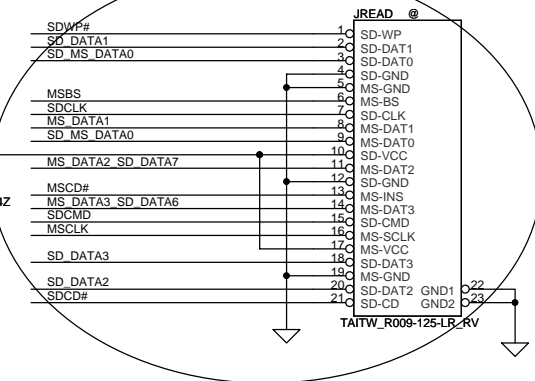 JREAD @
SDWP# 1 SD-WP
SD_DATA1 2 SD-DAT1
SD_MS_DATA0 3 SD-DAT0
4 SD-GND
5 MS-GND
MSBS 6 MS-BS
SDCLK 7 SD-CLK
MS_DATA1 8 MS-DAT1
SD_MS_DATA0 9 MS-DAT0
10 SD-VCC
MS_DATA2_SD_DATA7 11 MS-DAT2
12 SD-GND
MSCD# 13 MS-INS
MS_DATA3_SD_DATA6 14 MS-DAT3
SDCMD 15 SD-CMD
MSCLK 16 MS-SCLK
17 MS-VCC
SD_DATA3 18 SD-DAT3
19 MS-GND
SD_DATA2 20 SD-DAT2 GND1 22
SDCD# 21 SD-CD GND2 23
TAITW_R009-125-LR_RV